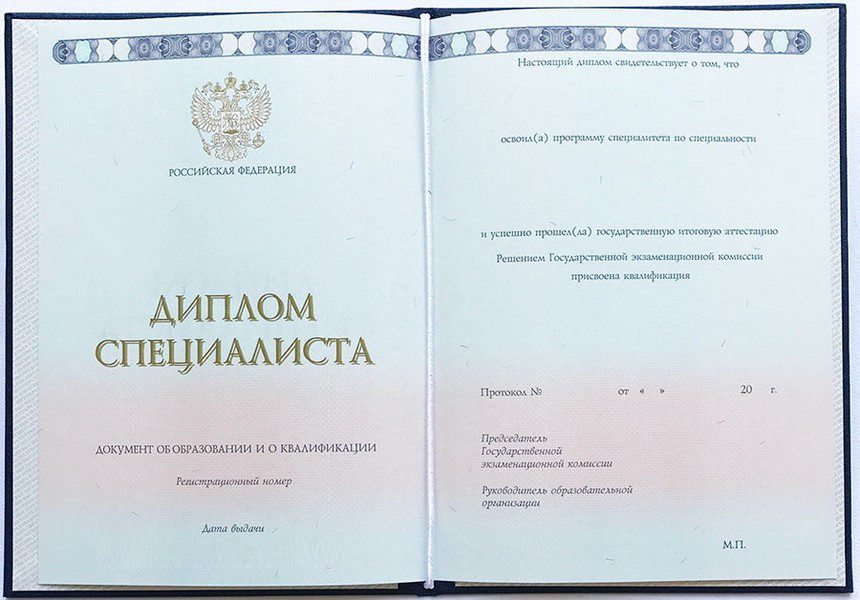 РОССИЙСКАЯ ФЕДЕРАЦИЯ
ДИПЛОМ
СПЕЦИАЛИСТА
ДОКУМЕНТ ОБ ОБРАЗОВАНИИ И О КВАЛИФИКАЦИИ
Регистрационный номер
Дата выдачи
Настоящий диплом свидетельствует о том, что
освоил(а) программу специалитета по специальности
и успешно прошел(ла) государственную итоговую аттестацию
Решением Государственной экзаменационной комиссии
присвоена квалификация
Протокол № от « » 20 г.
Председатель
Государственной
экзаменационной комиссии
Руководитель образовательной
организации
М.П.